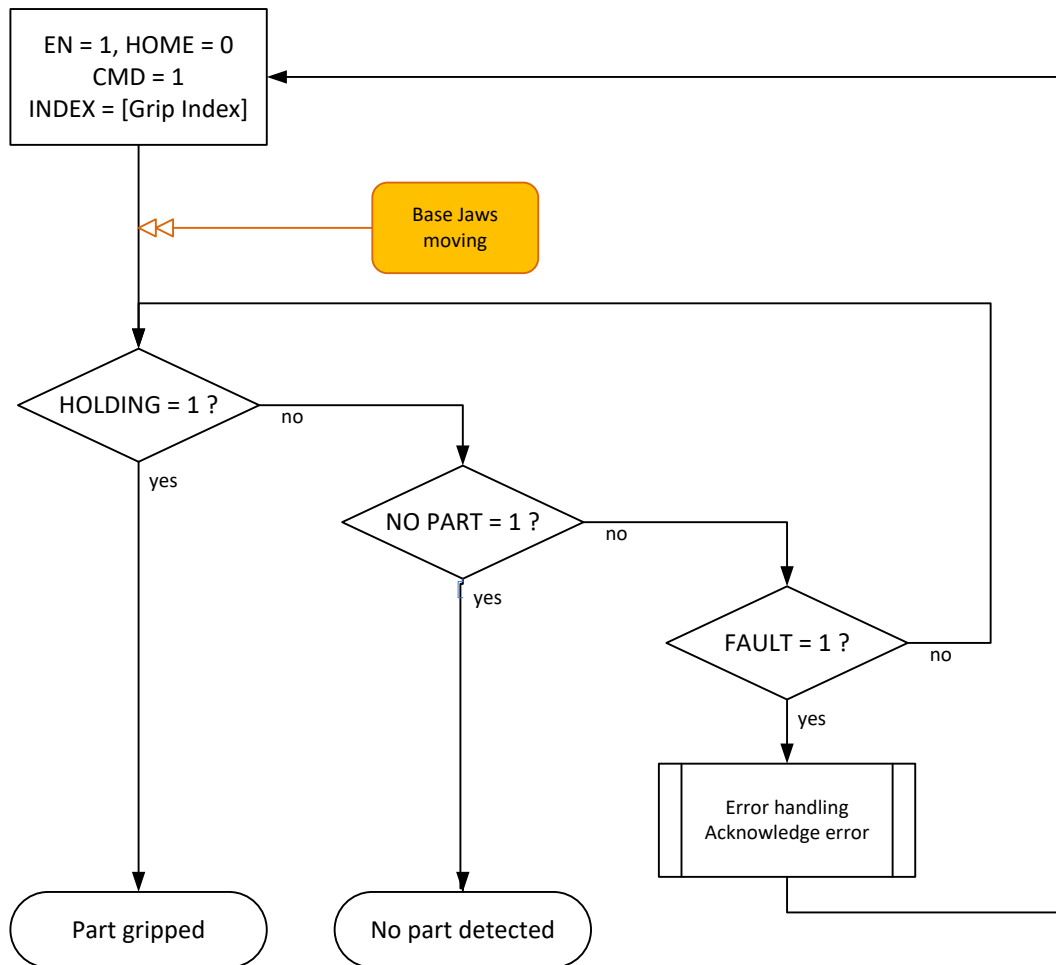 EN = 1, HOME = 0
CMD = 1
INDEX = [Grip Index]
Base Jaws
moving
HOLDING = 1 ?
no
yes
NO PART = 1 ?
no
yes
FAULT = 1 ?
no
yes
Error handling
Acknowledge error
Part gripped
No part detected